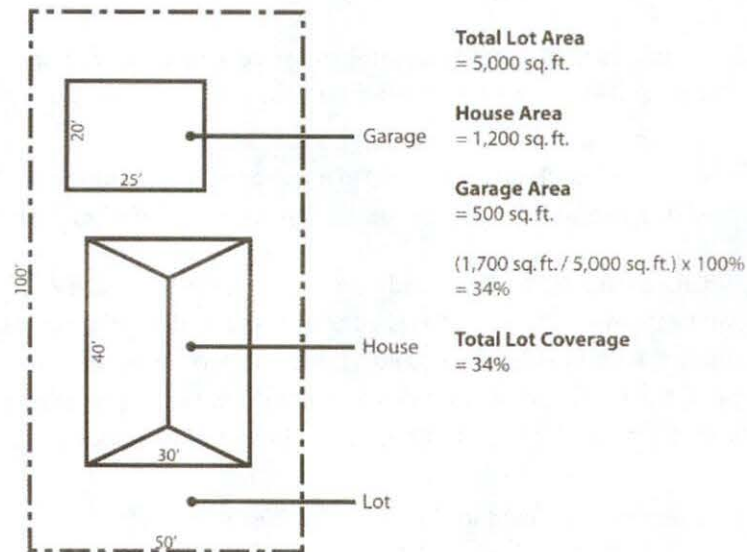 Total Lot Area
= 5,000 sq. ft.
House Area
= 1,200 sq. ft.
Garage Area
= 500 sq. ft.
(1,700 sq. ft. / 5,000 sq. ft.) x 100%
= 34%
Total Lot Coverage
= 34%
Garage
20'
25'
100'
40'
House
30'
Lot
50'